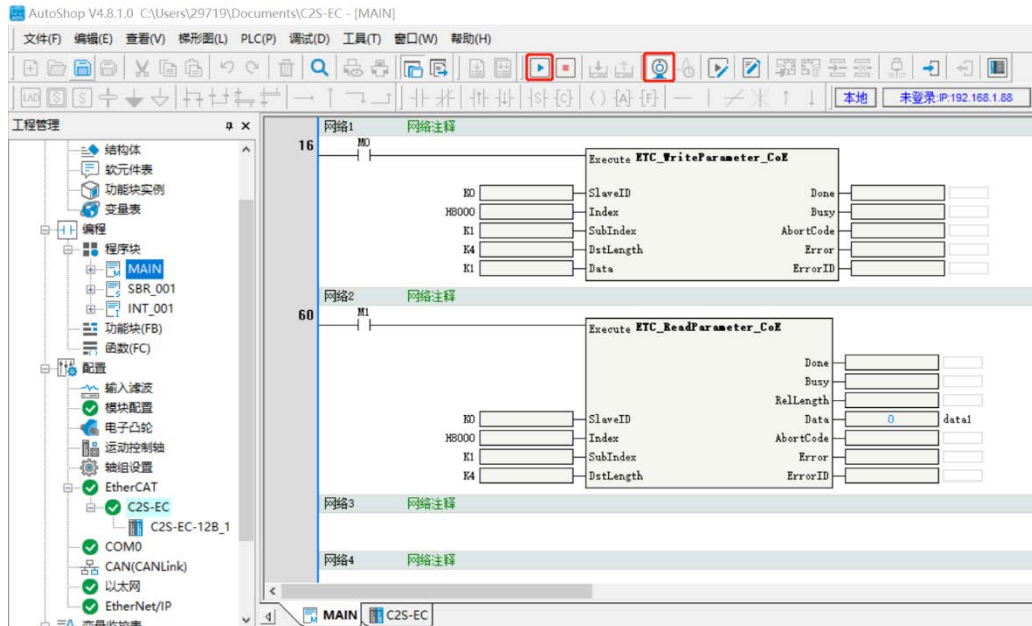 AutoShop V4.8.1.0 C:\Users\29719\Documents\C2S-EC - [MAIN]
文件(F) 编辑(E) 查看(V) 梯形图(L) PLC(P) 调试(D) 工具(T) 窗口(W) 帮助(H)
LAD S S
本地 未登录:IP:192.168.1.88
工程管理
结构体
软元件表
功能块实例
变量表
编程
程序块
MAIN
SBR_001
INT_001
功能块(FB)
函数(FC)
配置
输入滤波
模块配置
电子凸轮
运动控制轴
轴组设置
EtherCAT
C2S-EC
C2S-EC-12B_1
COM0
CAN(CANLink)
以太网
EtherNet/IP
网络1 网络注释
16 M0
Execute ETC_WriteParameter_CoE
K0 SlaveID Done
H8000 Index Busy
K1 SubIndex AbortCode
K4 DstLength Error
K1 Data ErrorID
网络2 网络注释
60 M1
Execute ETC_ReadParameter_CoE
Done
Busy
RelLength
K0 SlaveID Data 0 data1
H8000 Index AbortCode
K1 SubIndex Error
K4 DstLength ErrorID
网络3 网络注释
网络4 网络注释
MAIN C2S-EC